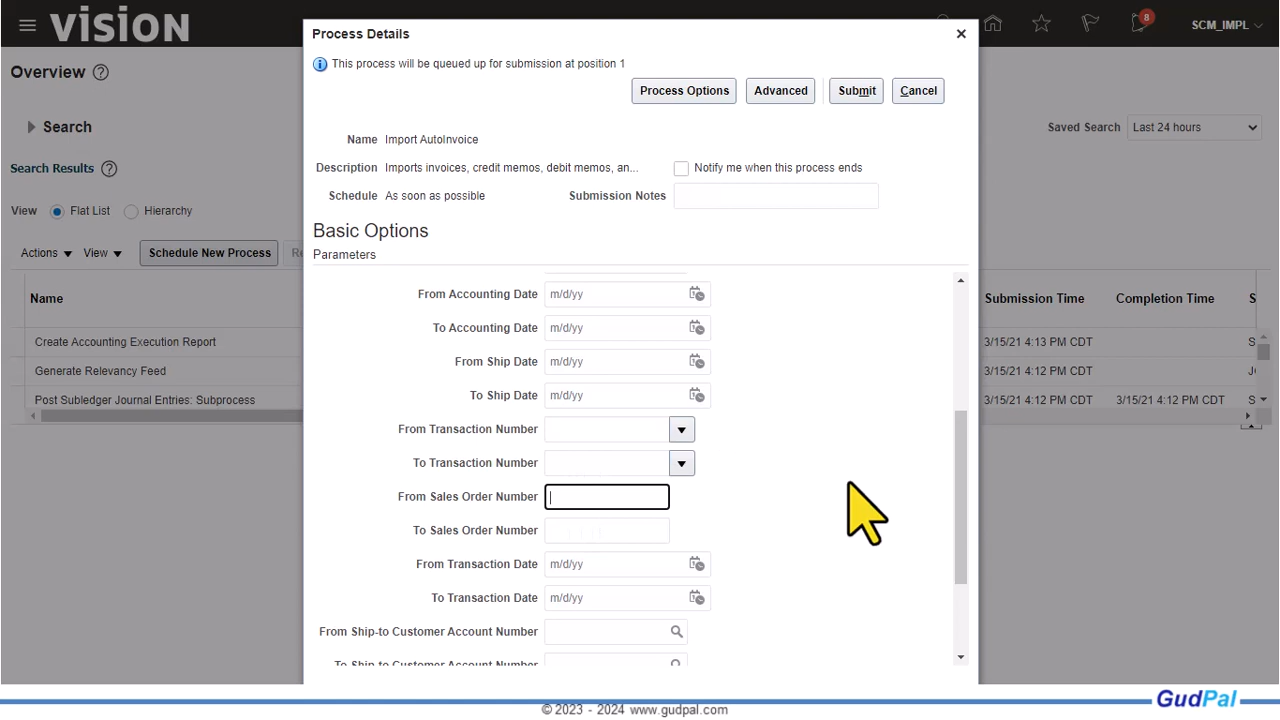 vision
8
SCM_IMPL
Process Details
This process will be queued up for submission at position 1
Process Options
Advanced
Submit
Cancel
Overview
Search
Saved Search Last 24 hours
Search Results
View Flat List Hierarchy
Actions View Schedule New Process Re
Name Import AutoInvoice
Description Imports invoices, credit memos, debit memos, an...
Notify me when this process ends
Schedule As soon as possible
Submission Notes
Basic Options
Parameters
Name
Submission Time Completion Time S
Create Accounting Execution Report 3/15/21 4:13 PM CDT S
Generate Relevancy Feed 3/15/21 4:12 PM CDT
Post Subledger Journal Entries: Subprocess 3/15/21 4:12 PM CDT 3/15/21 4:12 PM CDT S
From Accounting Date m/d/yy
To Accounting Date m/d/yy
From Ship Date m/d/yy
To Ship Date m/d/yy
From Transaction Number
To Transaction Number
From Sales Order Number
To Sales Order Number
From Transaction Date m/d/yy
To Transaction Date m/d/yy
From Ship-to Customer Account Number
To Ship-to Customer Account Number
GudPal
© 2023 - 2024 www.gudpal.com